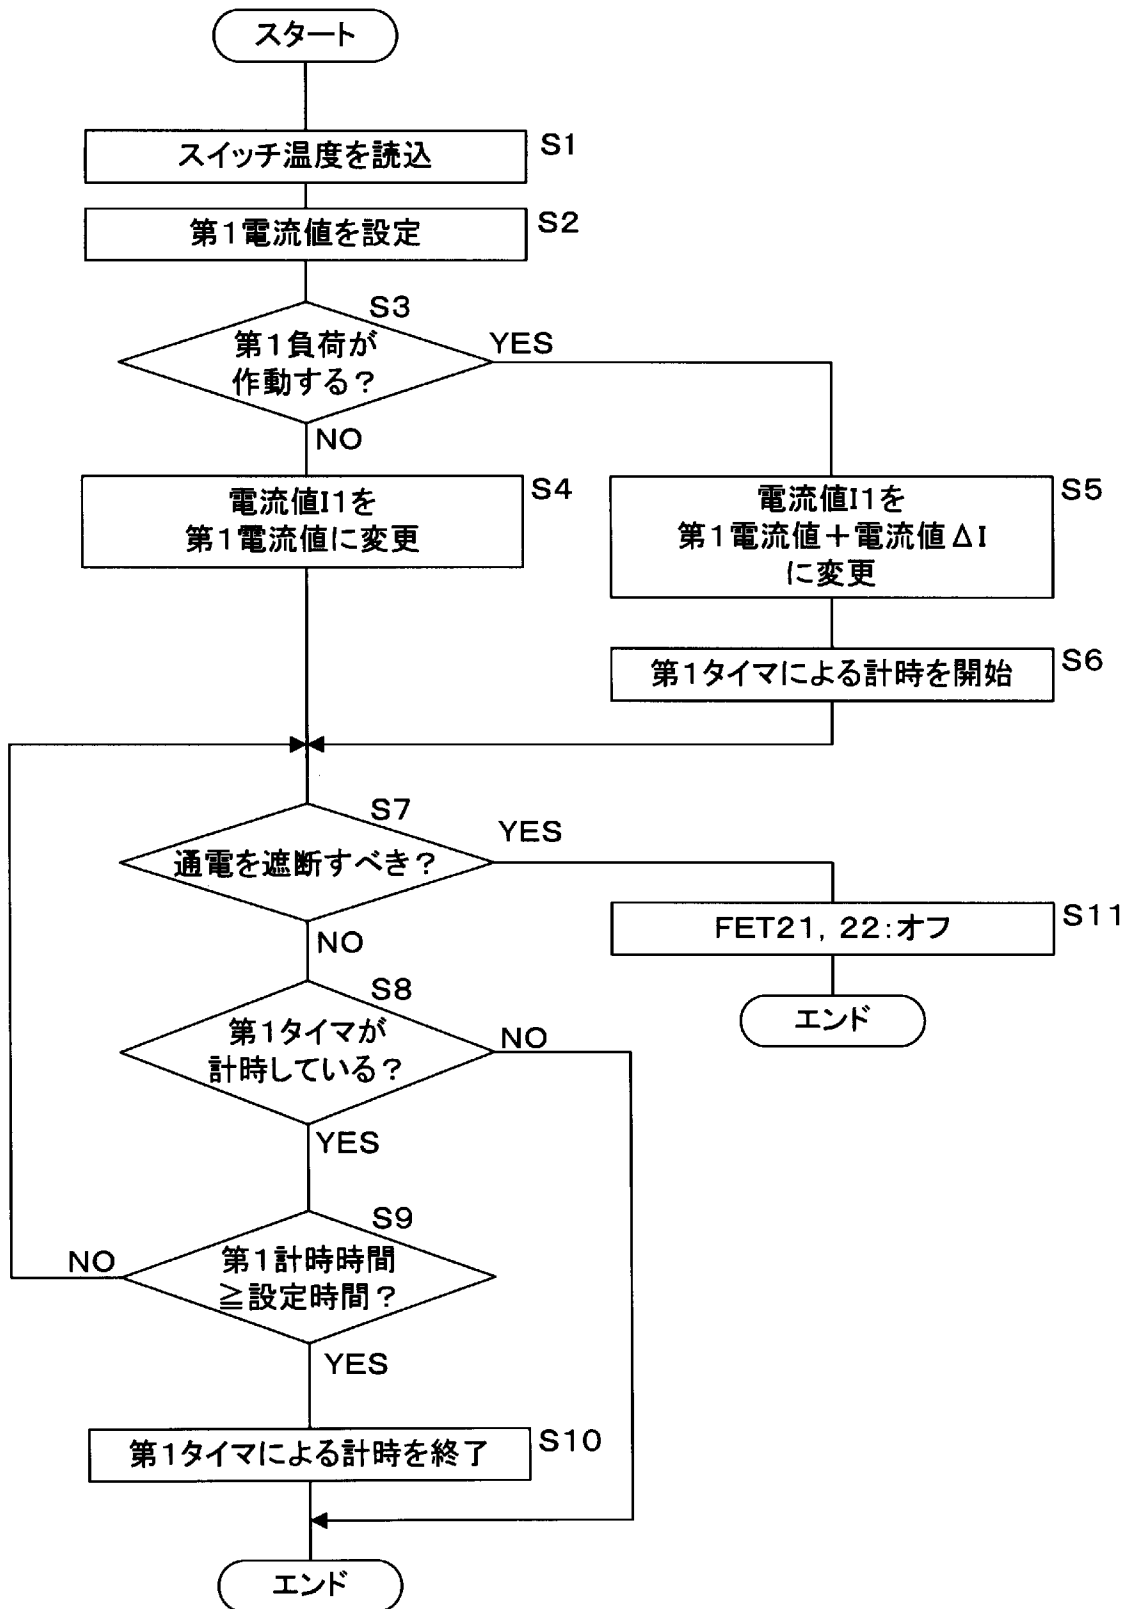 スタート
スイッチ温度を読込
S1
第1電流値を設定
S2
S3
第1負荷が
作動する?
YES
NO
電流値I1を
第1電流値に変更
S4
電流値I1を
第1電流値+電流値ΔI
に変更
S5
第1タイマによる計時を開始
S6
S7
通電を遮断すべき?
YES
NO
FET21, 22:オフ
S11
エンド
S8
第1タイマが
計時している?
NO
YES
S9
第1計時時間
≧設定時間?
NO
YES
第1タイマによる計時を終了
S10
エンド